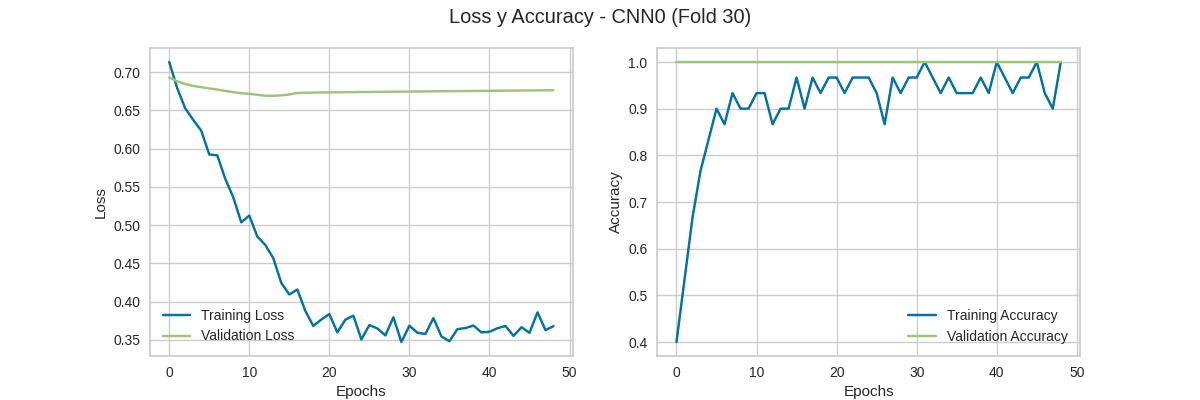 Loss y Accuracy - CNN0 (Fold 30)
Loss
0.70
0.65
0.60
0.55
0.50
0.45
0.40
0.35
Training Loss
Validation Loss
0 10 20 30 40 50
Epochs
Accuracy
1.0
0.9
0.8
0.7
0.6
0.5
0.4
Training Accuracy
Validation Accuracy
0 10 20 30 40 50
Epochs